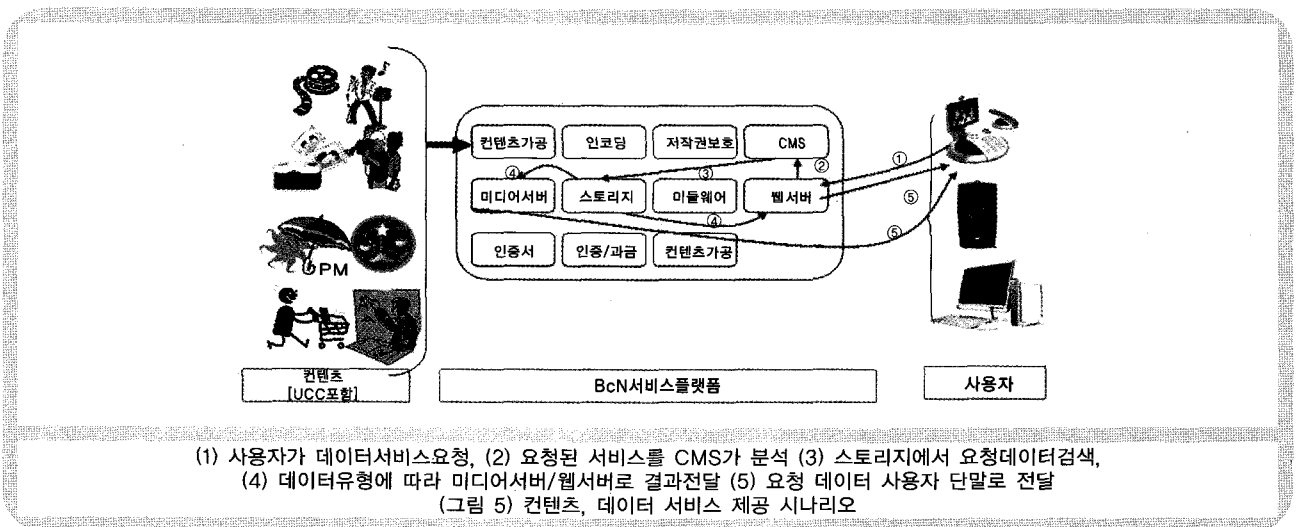 컨텐츠가공
인코딩
저작권보호
CMS
④
③
②
①
미디어서버
스토리지
미들웨어
웹서버
④
⑤
⑤
인증서
인증/과금
컨텐츠가공
PM
컨텐츠
[UCC포함]
BcN서비스플랫폼
사용자
(1) 사용자가 데이터서비스요청, (2) 요청된 서비스를 CMS가 분석 (3) 스토리지에서 요청데이터검색,
(4) 데이터유형에 따라 미디어서버/웹서버로 결과전달 (5) 요청 데이터 사용자 단말로 전달
(그림 5) 컨텐츠, 데이터 서비스 제공 시나리오